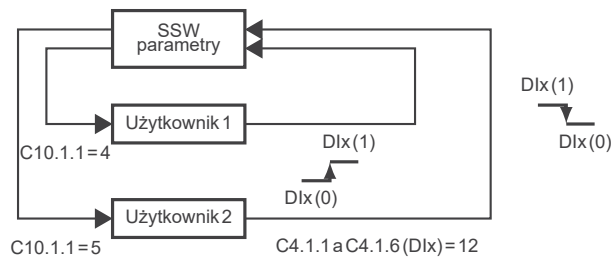 SSW
parametry
DIx (1)
Użytkownik 1
DIx (0)
C10.1.1 = 4
DIx (1)
DIx (0)
Użytkownik 2
C10.1.1 = 5
C4.1.1 a C4.1.6 (DIx) = 12